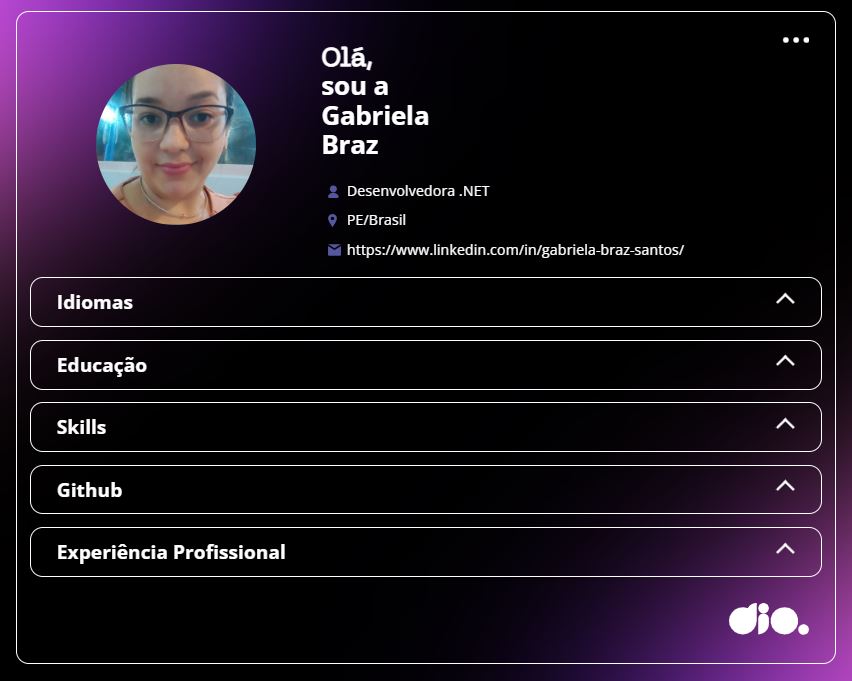 Olá,
sou a
Gabriela
Braz
Desenvolvedora .NET
PE/Brasil
https://www.linkedin.com/in/gabriela-braz-santos/
Idiomas
Educação
Skills
Github
Experiência Profissional
dio.